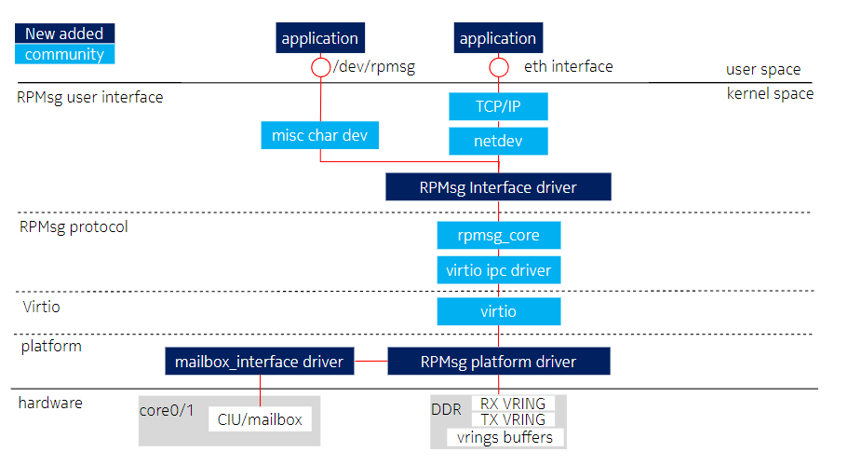 New added
community
application
application
/dev/rpmsg
eth interface
user space
RPMsg user interface
kernel space
TCP/IP
misc char dev
netdev
RPMsg Interface driver
RPMsg protocol
rpmsg_core
virtio ipc driver
Virtio
virtio
platform
mailbox_interface driver
RPMsg platform driver
hardware
core0/1
CIU/mailbox
DDR
RX VRING
TX VRING
vrings buffers